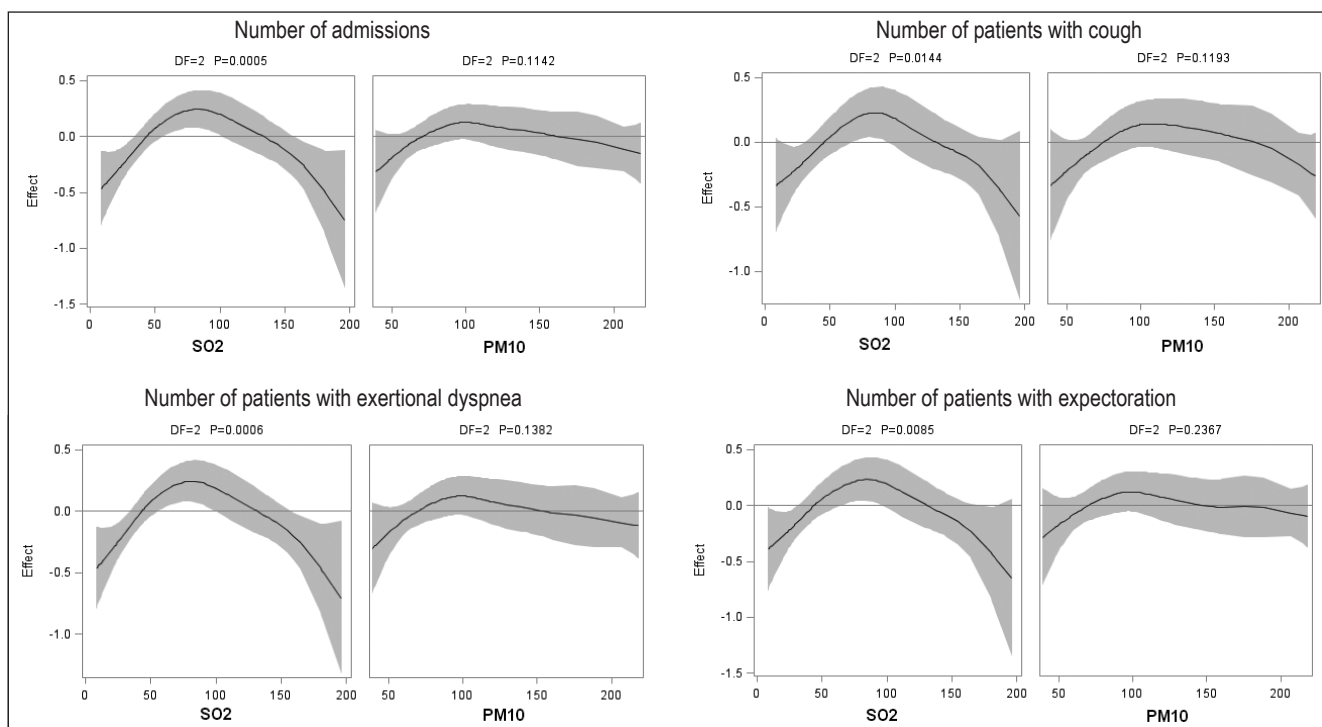 Number of admissions
DF=2 P=0.0005
DF=2 P=0.1142
0.5
0.0
-0.5
-1.0
-1.5
Effect
0 50 100 150 200
SO2
50 100 150 200
PM10
Number of patients with cough
DF=2 P=0.0144
DF=2 P=0.1193
0.5
0.0
-0.5
-1.0
Effect
0 50 100 150 200
SO2
50 100 150 200
PM10
Number of patients with exertional dyspnea
DF=2 P=0.0006
DF=2 P=0.1382
0.5
0.0
-0.5
-1.0
Effect
0 50 100 150 200
SO2
50 100 150 200
PM10
Number of patients with expectoration
DF=2 P=0.0085
DF=2 P=0.2367
0.5
0.0
-0.5
-1.0
-1.5
Effect
0 50 100 150 200
SO2
50 100 150 200
PM10